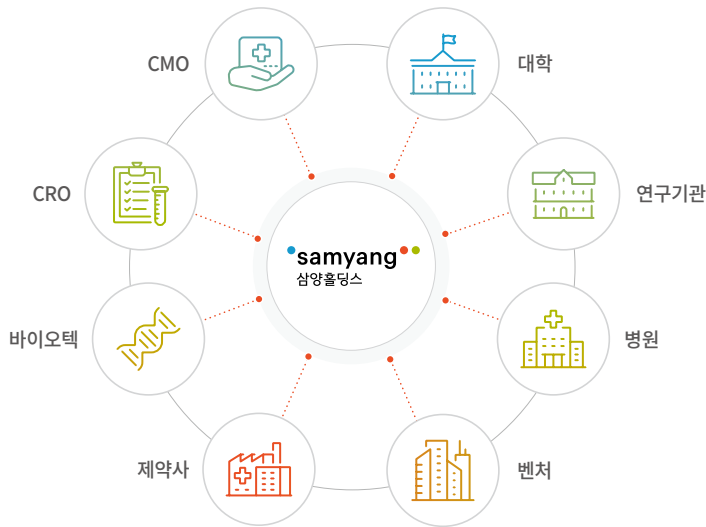 CMO
대학
CRO
연구기관
samyang
삼양홀딩스
바이오텍
병원
제약사
벤처